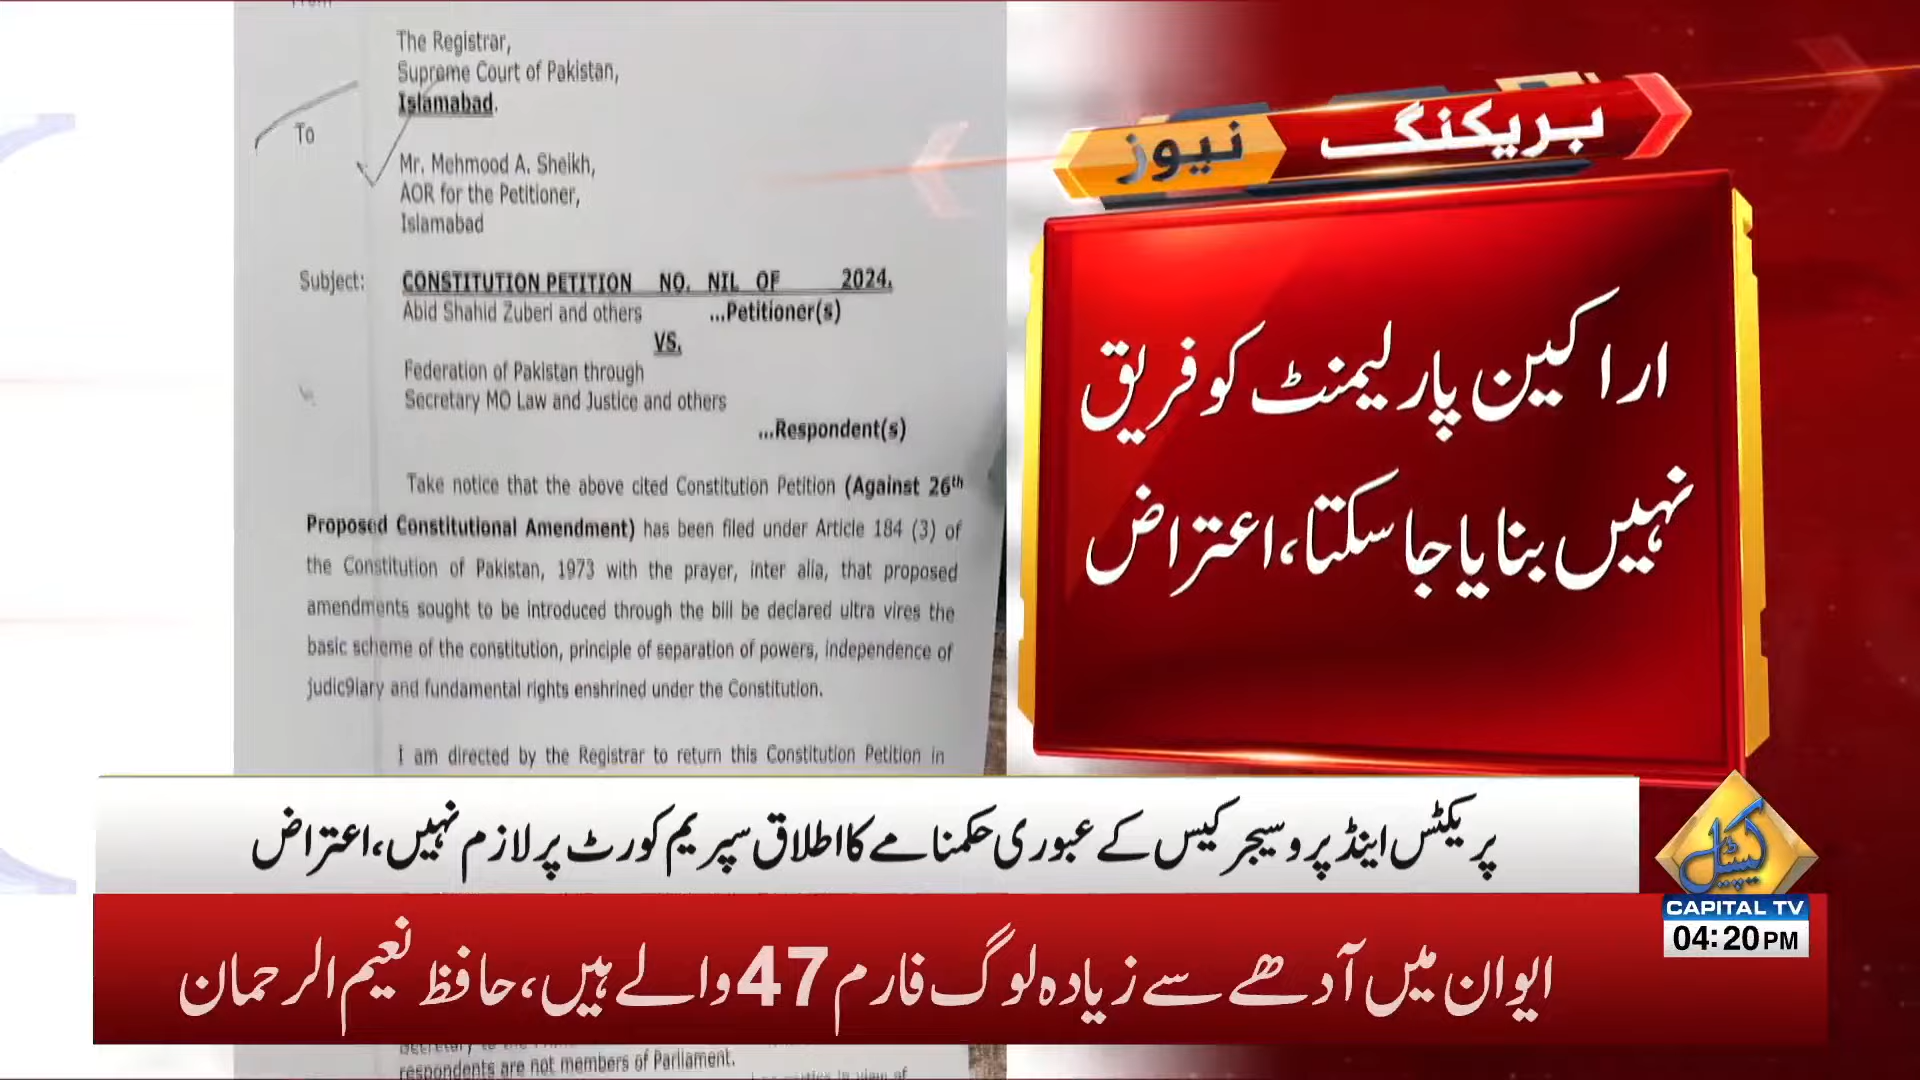 From
The Registrar,
Supreme Court of Pakistan,
Islamabad.
To
Mr. Mehmood A. Sheikh,
AOR for the Petitioner,
Islamabad
Subject: CONSTITUTION PETITION NO. NIL OF 2024.
Abid Shahid Zuberi and others ...Petitioner(s)
VS.
Federation of Pakistan through
Secretary MO Law and Justice and others
...Respondent(s)
Take notice that the above cited Constitution Petition (Against 26th
Proposed Constitutional Amendment) has been filed under Article 184 (3) of
the Constitution of Pakistan, 1973 with the prayer, inter alia, that proposed
amendments sought to be introduced through the bill be declared ultra vires the
basic scheme of the constitution, principle of separation of powers, independence of
judic9iary and fundamental rights enshrined under the Constitution.
I am directed by the Registrar to return this Constitution Petition in
respondents are not members of Parliament.
بریکنگ نیوز
اراکین پارلیمنٹ کو فریق
نہیں بنایا جا سکتا، اعتراض
پریکٹس اینڈ پروسیجر کیس کے عبوری حکمنامے کا اطلاق سپریم کورٹ پر لازم نہیں، اعتراض
ایوان میں آدھے سے زیادہ لوگ فارم 47 والے ہیں، حافظ نعیم الرحمان
کیپیٹل
CAPITAL TV
04:20 PM